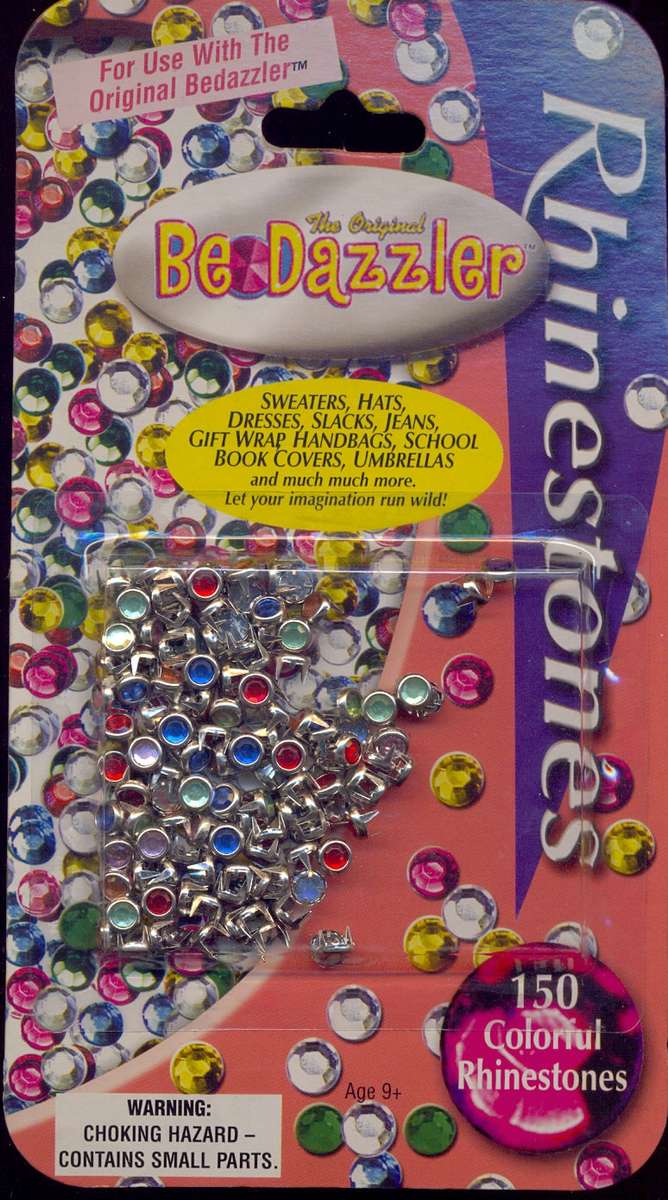 For Use With The
Original Bedazzler™
The Original
BeDazzler™
Rhinestones
SWEATERS, HATS,
DRESSES, SLACKS, JEANS,
GIFT WRAP HANDBAGS, SCHOOL
BOOK COVERS, UMBRELLAS
and much much more.
Let your imagination run wild!
150
Colorful
Rhinestones
Age 9+
WARNING:
CHOKING HAZARD –
CONTAINS SMALL PARTS.